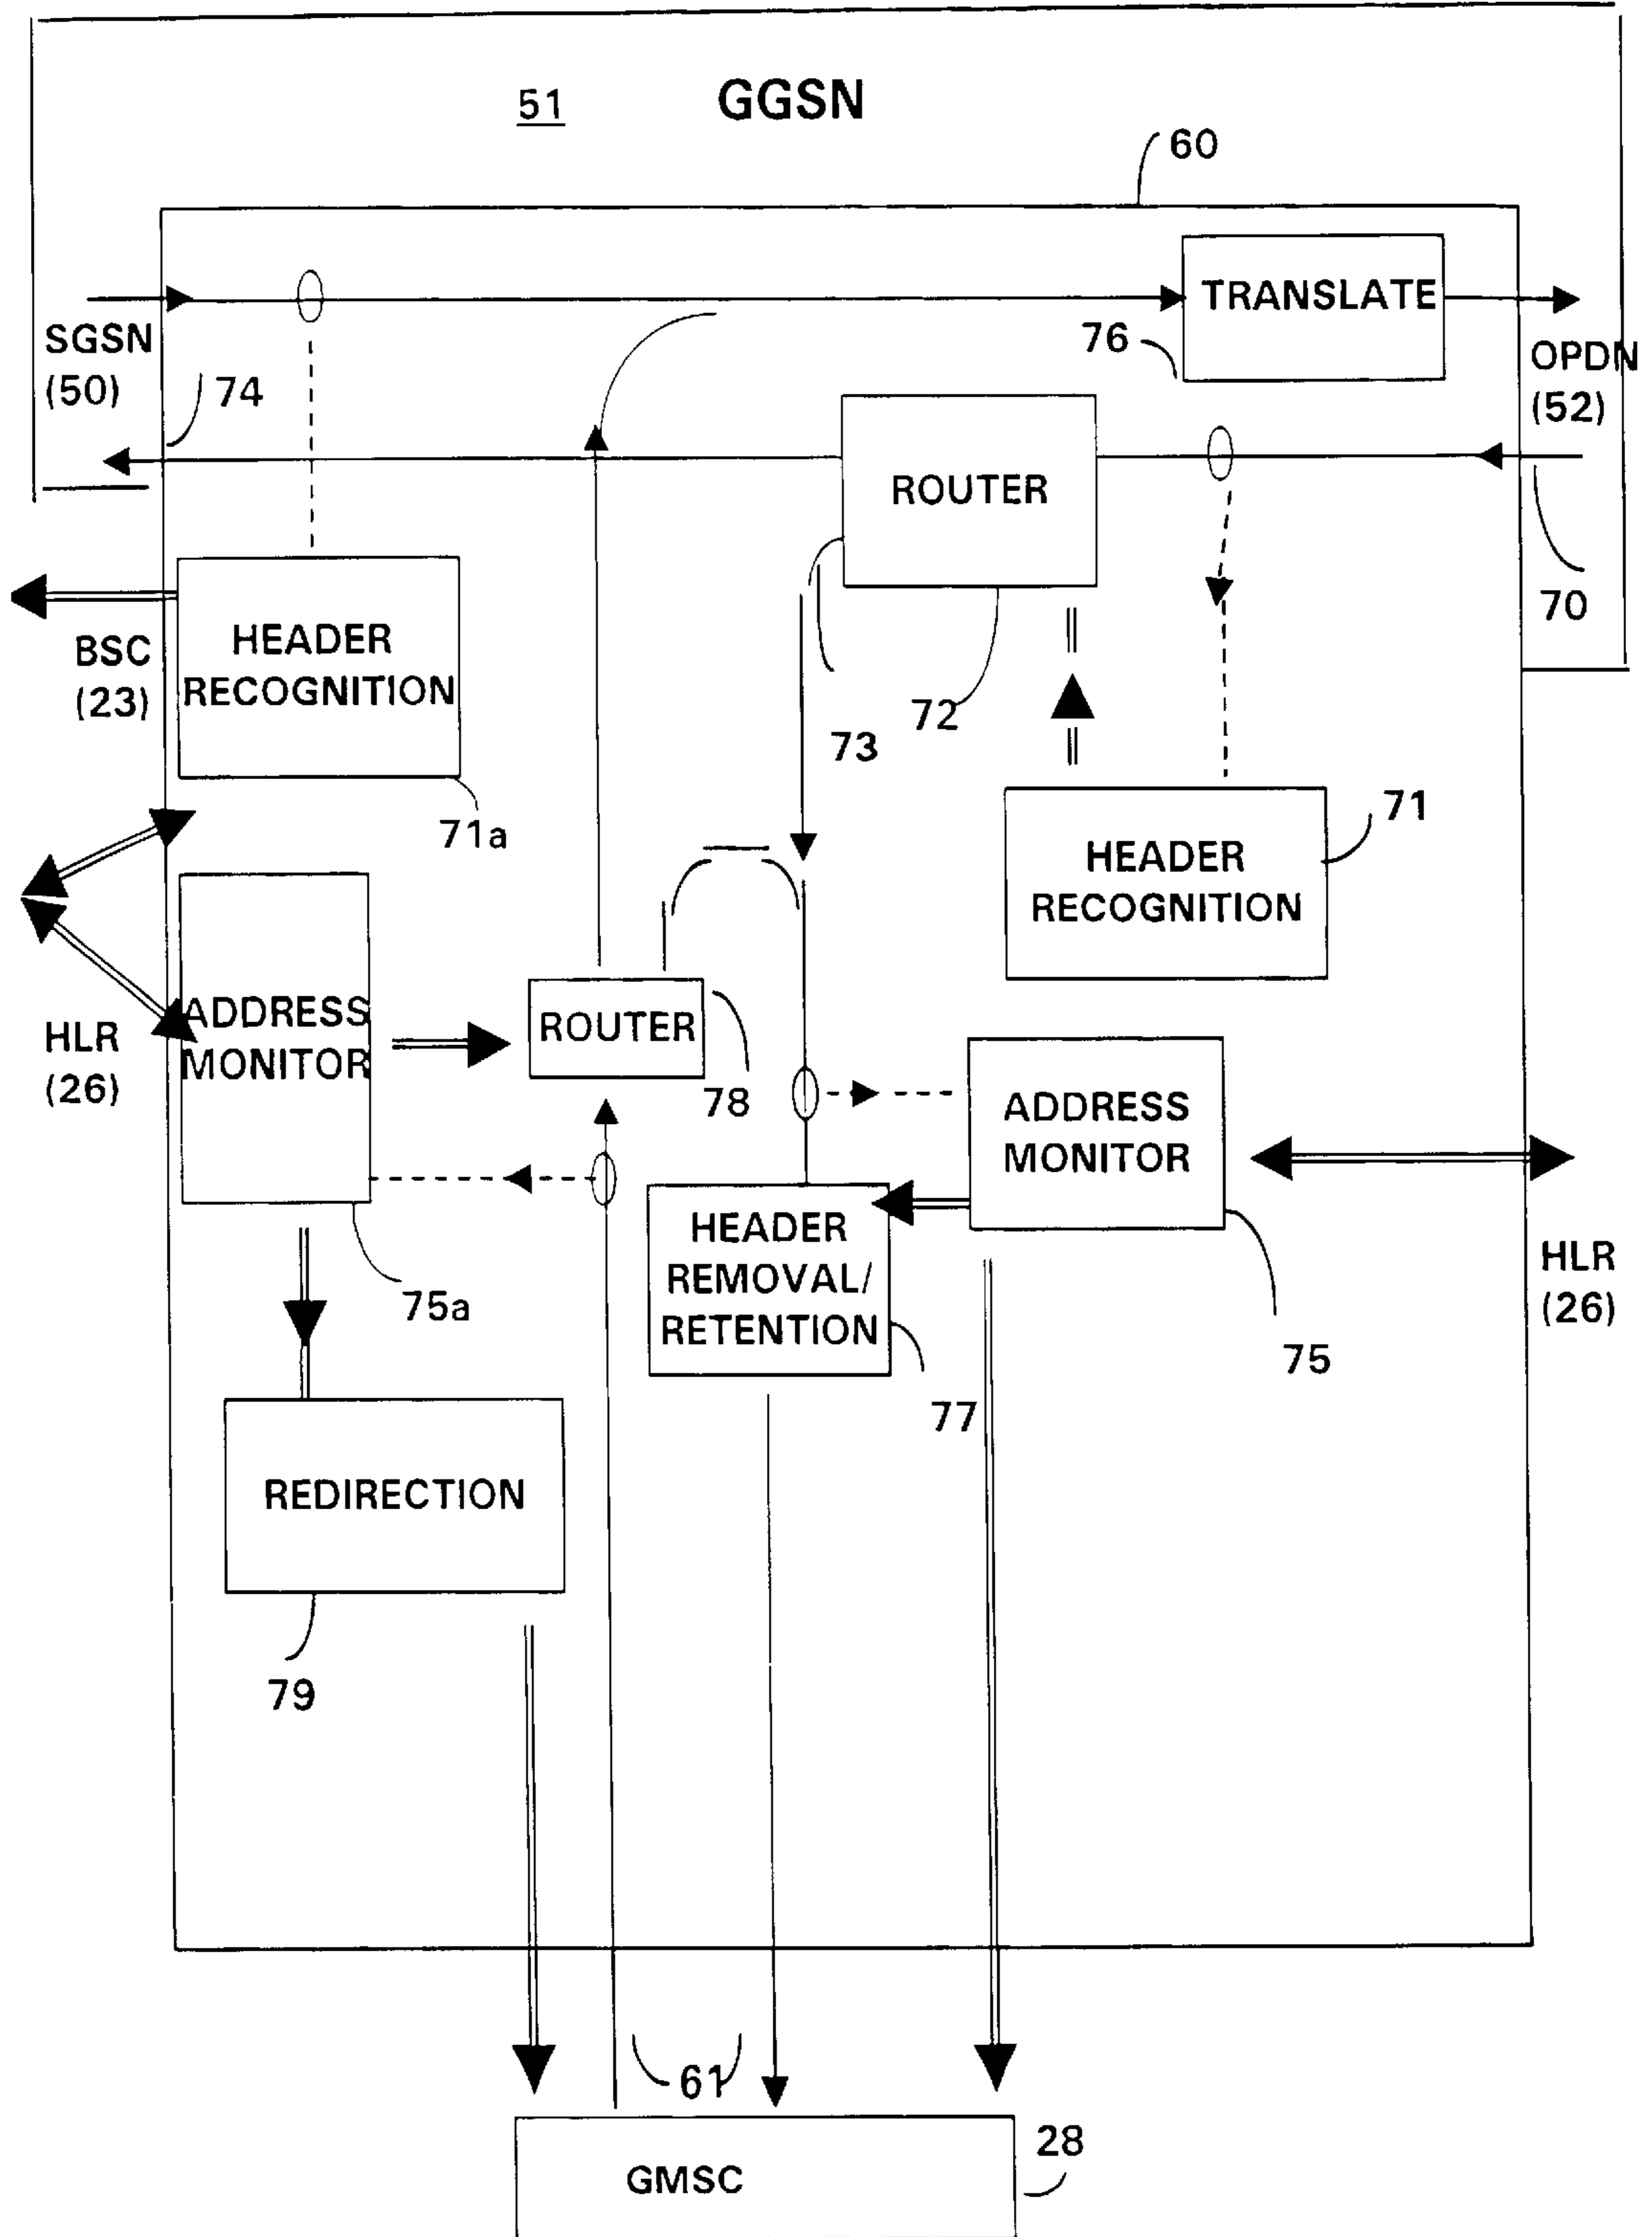 51
GGSN
60
TRANSLATE
76
SGSN
(50)
OPDN
(52)
74
ROUTER
70
BSC
(23)
HEADER
RECOGNITION
72
73
71a
71
HEADER
RECOGNITION
HLR
(26)
ADDRESS
MONITOR
ROUTER
78
ADDRESS
MONITOR
HEADER
REMOVAL/
RETENTION
HLR
(26)
75a
75
77
REDIRECTION
79
61
28
GMSC